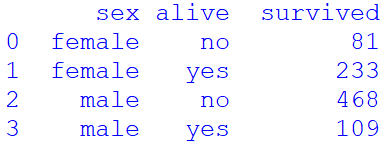 sex alive survived
0 female no 81
1 female yes 233
2 male no 468
3 male yes 109